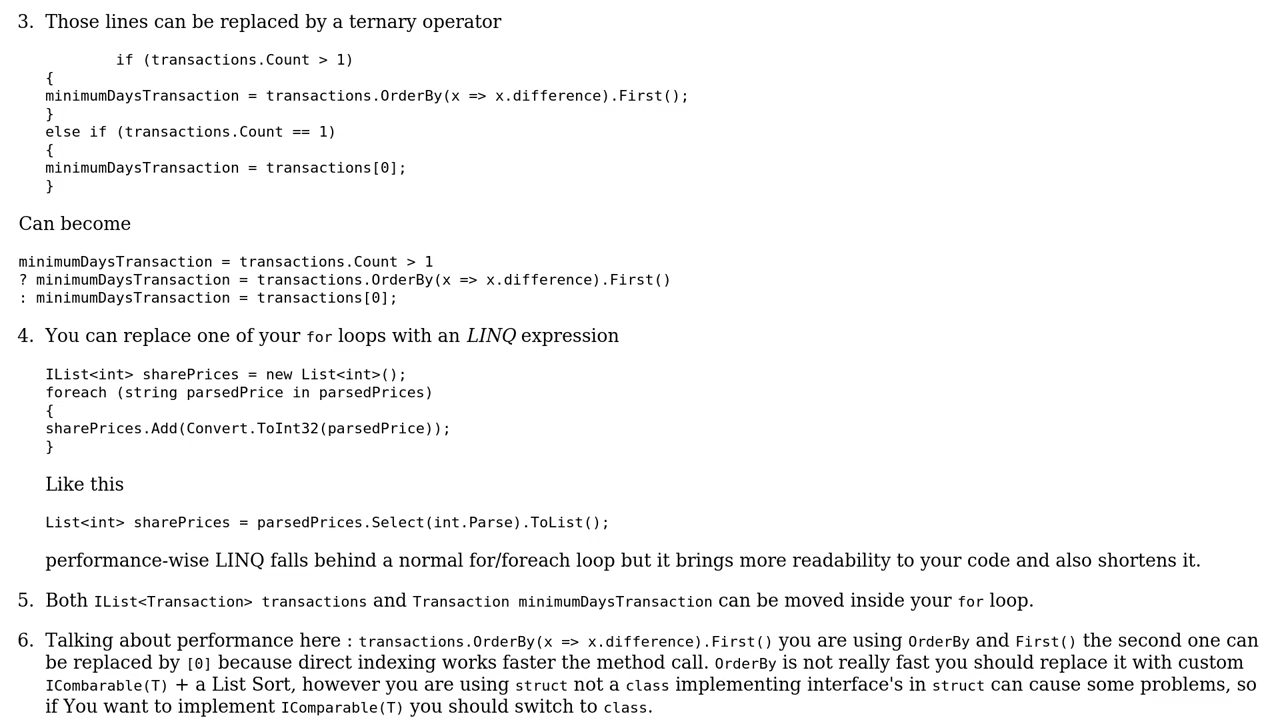 3. Those lines can be replaced by a ternary operator
if (transactions.Count > 1)
{
minimumDaysTransaction = transactions.OrderBy(x => x.difference).First();
}
else if (transactions.Count == 1)
{
minimumDaysTransaction = transactions[0];
}
Can become
minimumDaysTransaction = transactions.Count > 1
? minimumDaysTransaction = transactions.OrderBy(x => x.difference).First()
: minimumDaysTransaction = transactions[0];
4. You can replace one of your for loops with an LINQ expression
IList<int> sharePrices = new List<int>();
foreach (string parsedPrice in parsedPrices)
{
sharePrices.Add(Convert.ToInt32(parsedPrice));
}
Like this
List<int> sharePrices = parsedPrices.Select(int.Parse).ToList();
performance-wise LINQ falls behind a normal for/foreach loop but it brings more readability to your code and also shortens it.
5. Both IList<Transaction> transactions and Transaction minimumDaysTransaction can be moved inside your for loop.
6. Talking about performance here : transactions.OrderBy(x => x.difference).First() you are using OrderBy and First() the second one can
be replaced by [0] because direct indexing works faster the method call. OrderBy is not really fast you should replace it with custom
ICombarable(T) + a List Sort, however you are using struct not a class implementing interface's in struct can cause some problems, so
if You want to implement IComparable(T) you should switch to class.